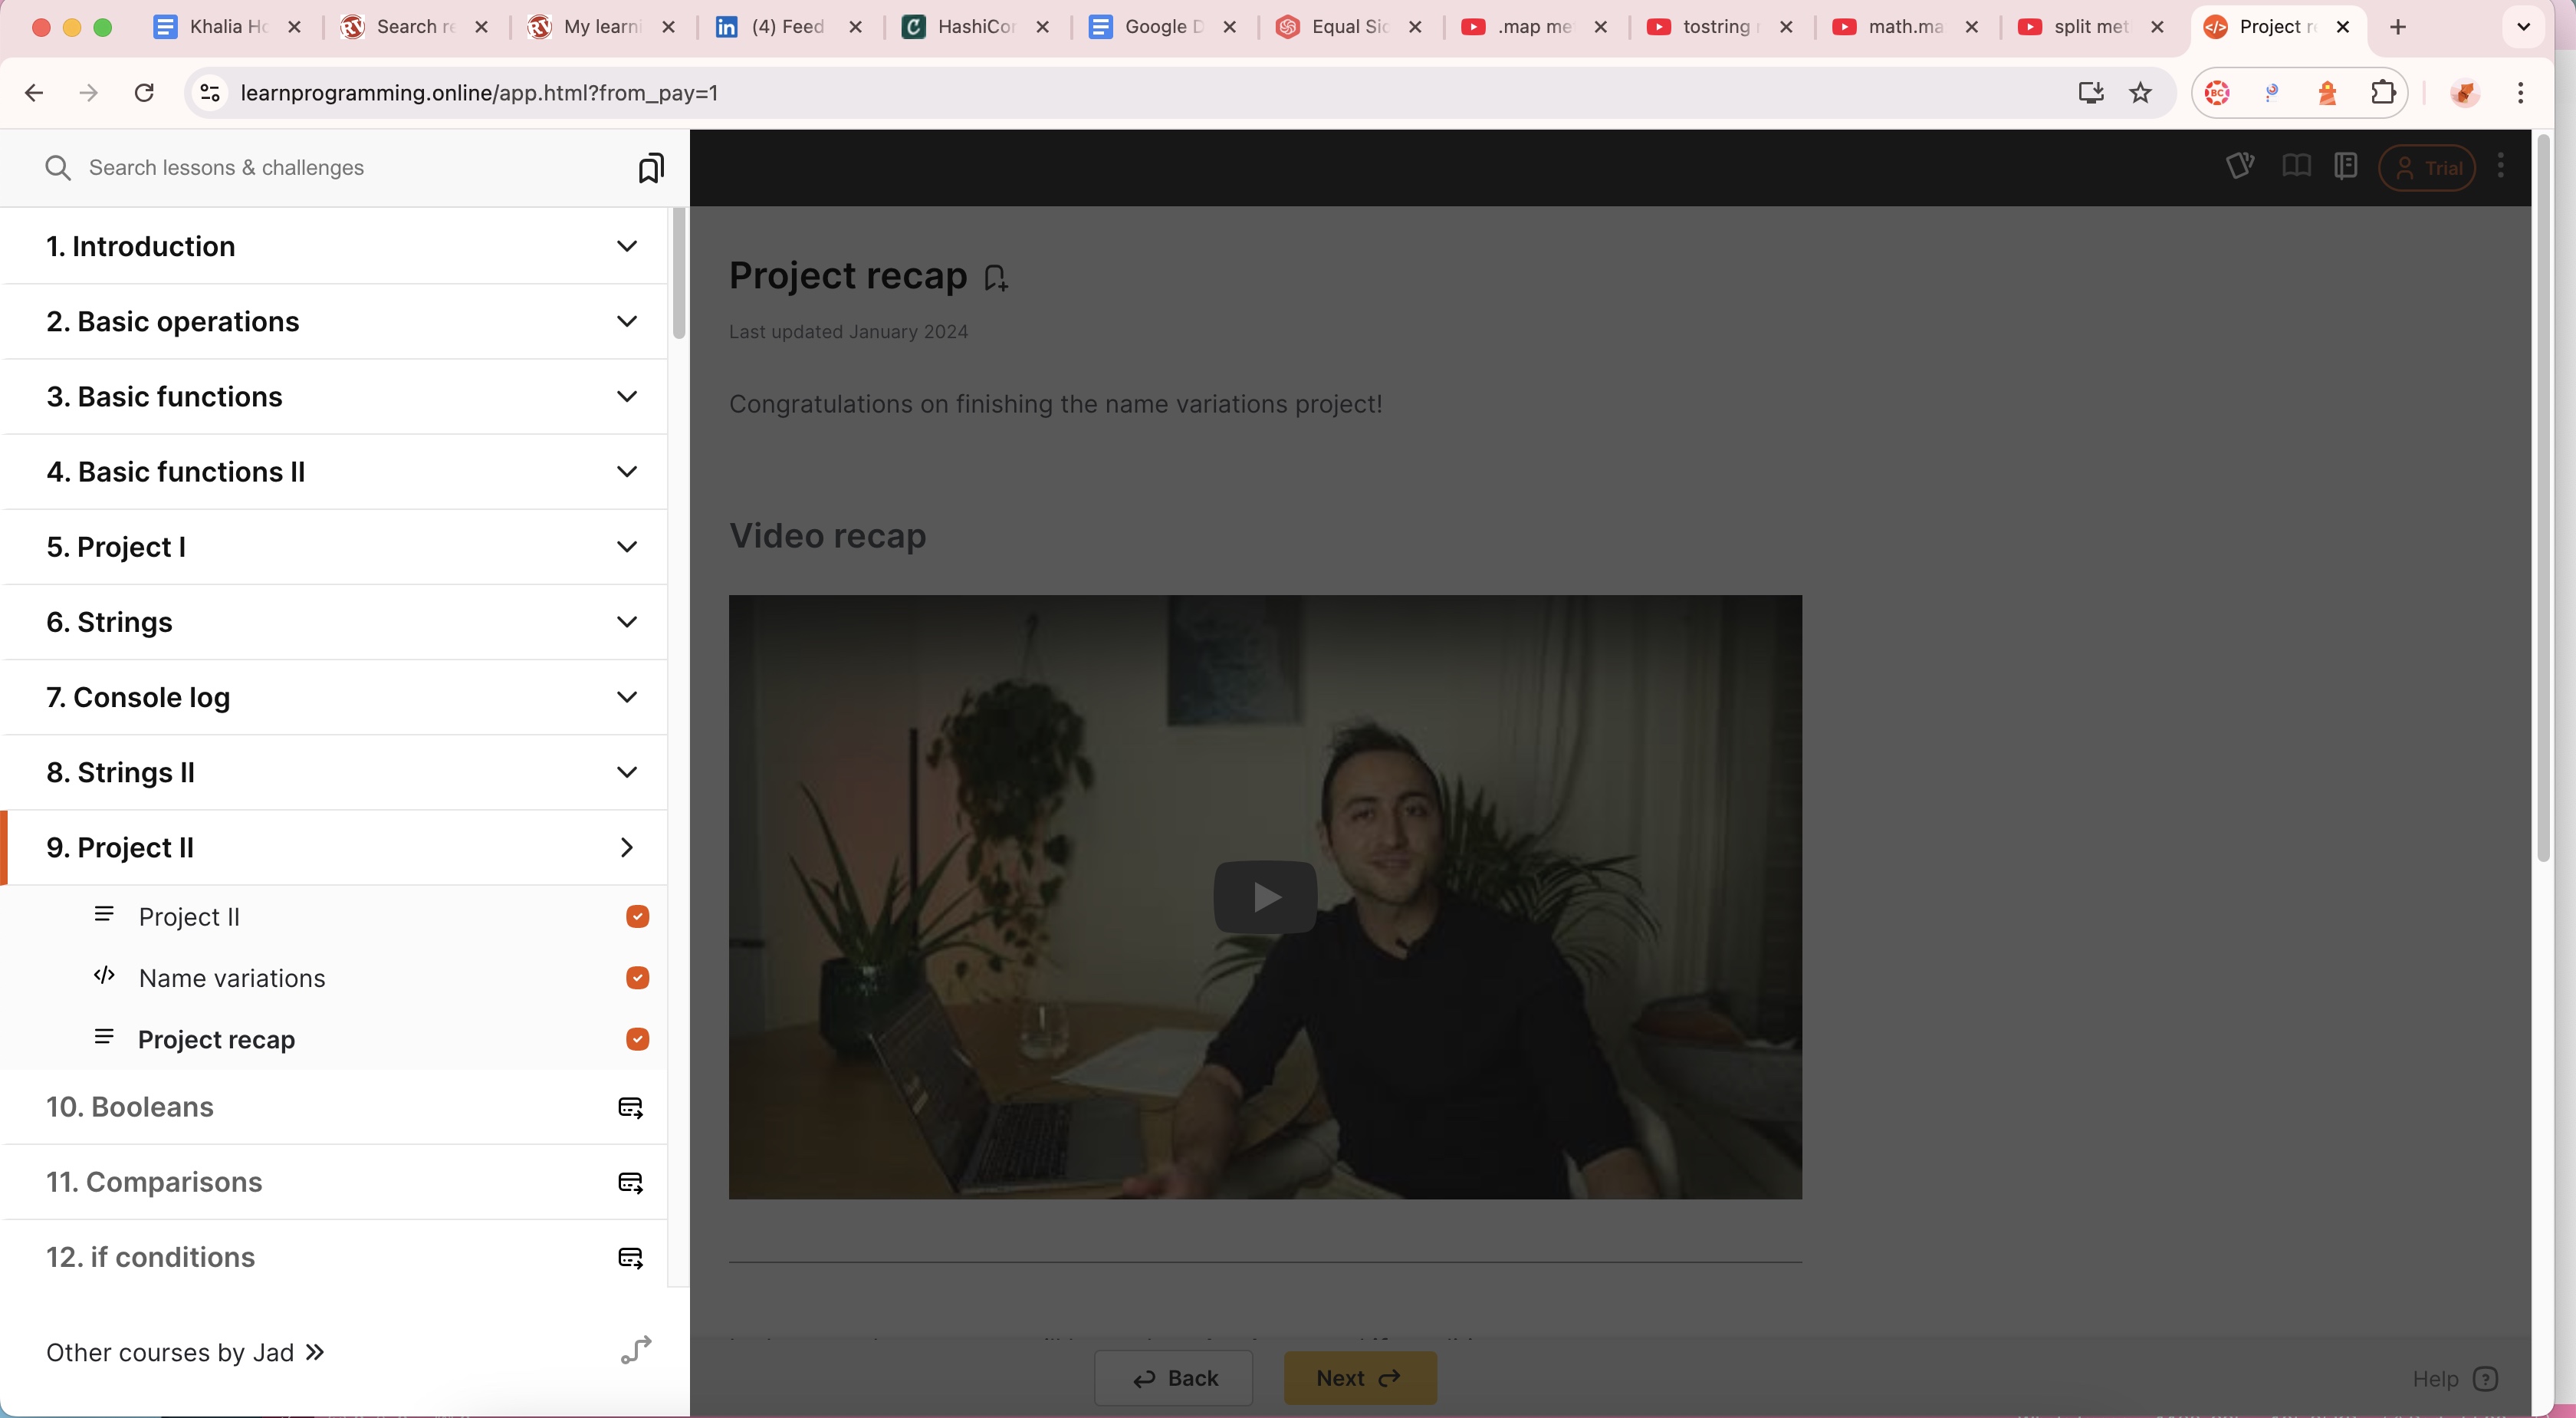 Khalia Ho
Search re
My learni
(4) Feed
HashiCor
Google D
Equal Sig
.map me
tostring
math.ma
split met
Project re
learnprogramming.online/app.html?from_pay=1
Search lessons & challenges
Trial
1. Introduction
2. Basic operations
3. Basic functions
4. Basic functions II
5. Project I
6. Strings
7. Console log
8. Strings II
9. Project II
Project II
Name variations
Project recap
10. Booleans
11. Comparisons
12. if conditions
Other courses by Jad
Project recap
Last updated January 2024
Congratulations on finishing the name variations project!
Video recap
Back
Next
Help